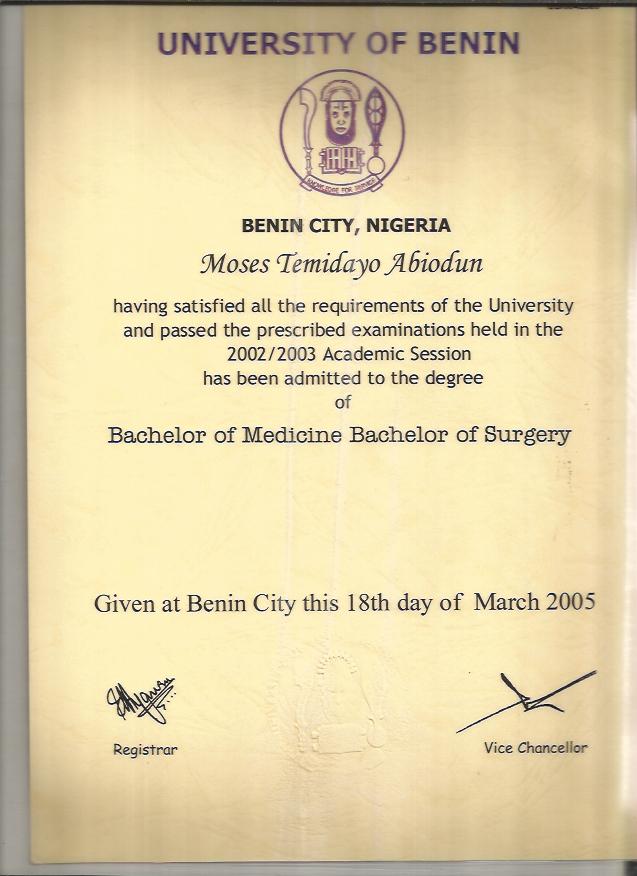 UNIVERSITY OF BENIN
KNOWLEDGE FOR SERVICE
BENIN CITY, NIGERIA
Moses Temidayo Abiodun
having satisfied all the requirements of the University
and passed the prescribed examinations held in the
2002/2003 Academic Session
has been admitted to the degree
of
Bachelor of Medicine Bachelor of Surgery
Given at Benin City this 18th day of March 2005
Registrar
Vice Chancellor